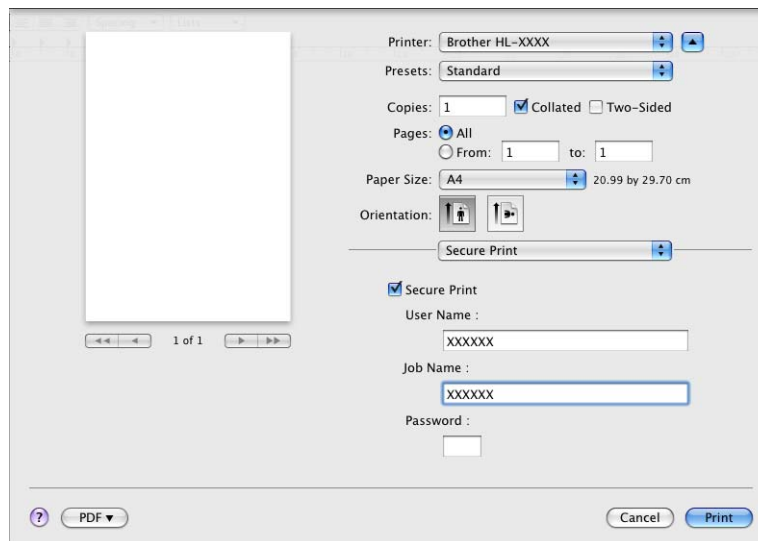 Spacing Lists
Printer: Brother HL-XXXX
Presets: Standard
Copies: 1 Collated Two-Sided
Pages: All
From: 1 to: 1
Paper Size: A4 20.99 by 29.70 cm
Orientation:
Secure Print
Secure Print
User Name :
XXXXXX
1 of 1
Job Name :
XXXXXX
Password :
? PDF Cancel Print